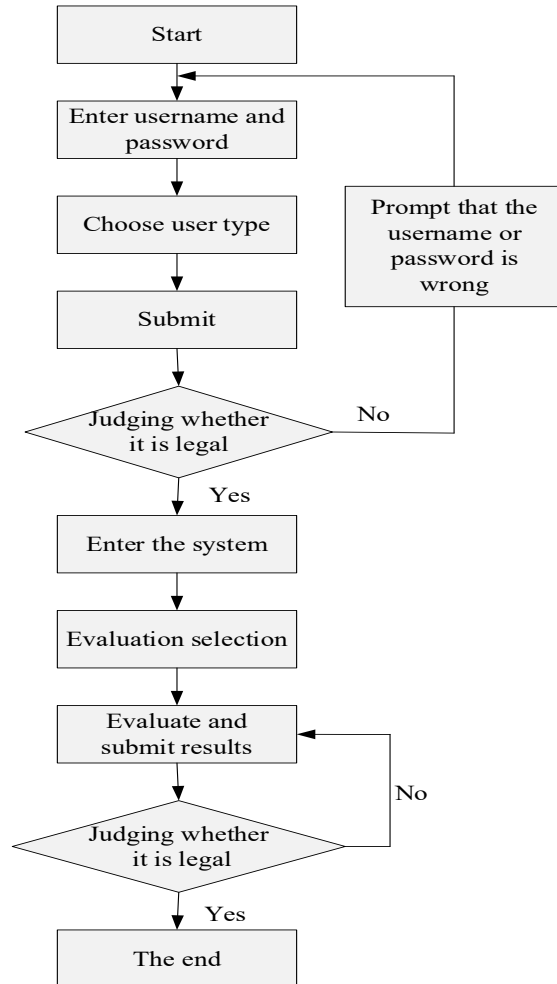 Start
Enter username and
password
Choose user type
Prompt that the
username or
password is
wrong
Submit
Judging whether
it is legal
No
Yes
Enter the system
Evaluation selection
Evaluate and
submit results
No
Judging whether
it is legal
Yes
The end